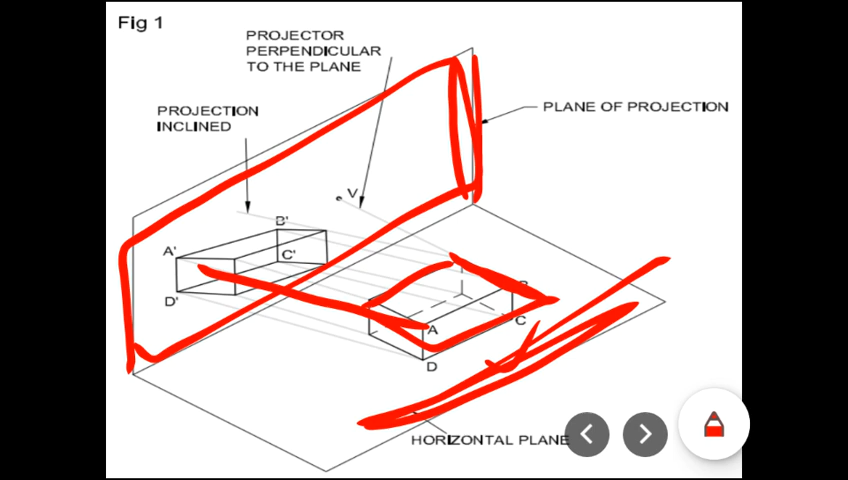 Fig 1
PROJECTOR
PERPENDICULAR
TO THE PLANE
PROJECTION
INCLINED
PLANE OF PROJECTION
V
B'
A'
C'
D'
A
C
D
HORIZONTAL PLANE